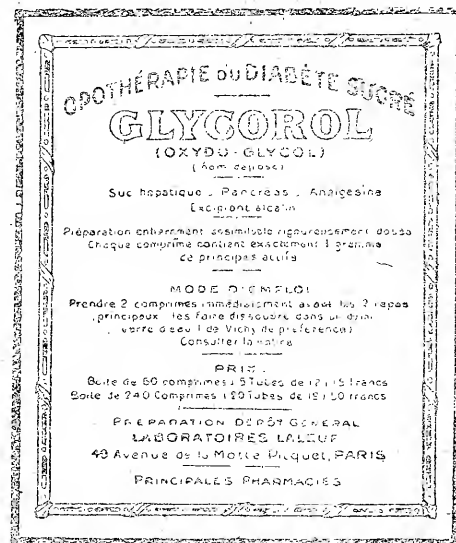 OPOTHÉRAPIE DU DIABÈTE SUCRÉ
GLYCOROL
(OXYDO-GLYCOL)
(Nom déposé)
Suc hépatique. Pancréas. Analgésine
Excipient alcalin
Préparation entièrement assimilable rigoureusement dosée
Chaque comprimé contient exactement 1 gramme
de principes actifs
MODE D'EMPLOI
Prendre 2 comprimés immédiatement avant les 2 repas
principaux, les faire dissoudre dans un demi
verre d'eau (de Vichy de préférence)
Consulter la notice
PRIX.
Boite de 60 comprimés (5 Tubes de 12) 15 francs
Boite de 240 Comprimés (20 Tubes de 12) 50 francs
PRÉPARATION DÉPÔT GÉNÉRAL
LABORATOIRES LALEUF
49 Avenue de la Motte Picquet, PARIS
PRINCIPALES PHARMACIES